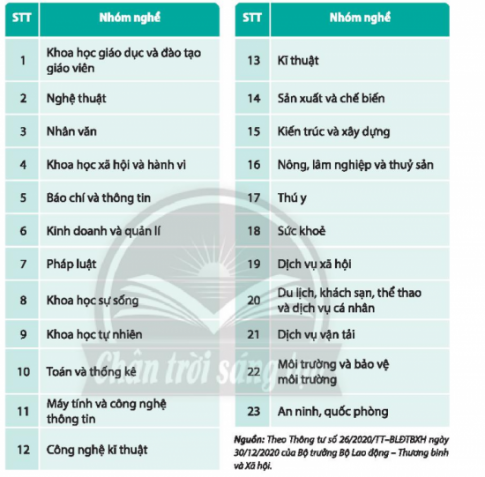 STT Nhóm nghề
1 Khoa học giáo dục và đào tạo
giáo viên
2 Nghệ thuật
3 Nhân văn
4 Khoa học xã hội và hành vi
5 Báo chí và thông tin
6 Kinh doanh và quản lí
7 Pháp luật
8 Khoa học sự sống
9 Khoa học tự nhiên
10 Toán và thống kê
11 Máy tính và công nghệ
thông tin
12 Công nghệ kĩ thuật
STT Nhóm nghề
13 Kĩ thuật
14 Sản xuất và chế biến
15 Kiến trúc và xây dựng
16 Nông, lâm nghiệp và thuỷ sản
17 Thú y
18 Sức khoẻ
19 Dịch vụ xã hội
20 Du lịch, khách sạn, thể thao
và dịch vụ cá nhân
21 Dịch vụ vận tải
22 Môi trường và bảo vệ
môi trường
23 An ninh, quốc phòng
Nguồn: Theo Thông tư số 26/2020/TT–BLĐTBXH ngày
30/12/2020 của Bộ trưởng Bộ Lao động – Thương binh
và Xã hội.
Chân trời sáng